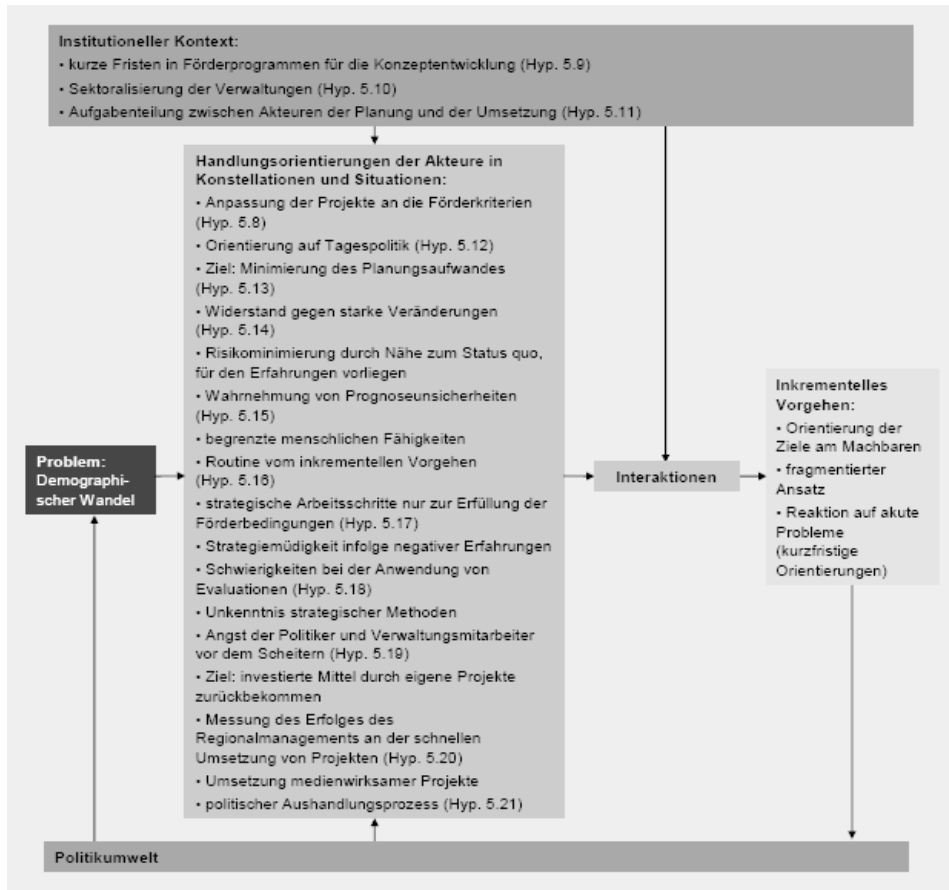 Institutioneller Kontext:
• kurze Fristen in Förderprogrammen für die Konzeptentwicklung (Hyp. 5.9)
• Sektoralisierung der Verwaltungen (Hyp. 5.10)
• Aufgabenteilung zwischen Akteuren der Planung und der Umsetzung (Hyp. 5.11)
Handlungsorientierungen der Akteure in
Konstellationen und Situationen:
• Anpassung der Projekte an die Förderkriterien
(Hyp. 5.8)
• Orientierung auf Tagespolitik (Hyp. 5.12)
• Ziel: Minimierung des Planungsaufwandes
(Hyp. 5.13)
• Widerstand gegen starke Veränderungen
(Hyp. 5.14)
• Risikominimierung durch Nähe zum Status quo,
für den Erfahrungen vorliegen
• Wahrnehmung von Prognoseunsicherheiten
(Hyp. 5.15)
• begrenzte menschlichen Fähigkeiten
• Routine vom inkrementellen Vorgehen
(Hyp. 5.16)
• strategische Arbeitsschritte nur zur Erfüllung der
Förderbedingungen (Hyp. 5.17)
• Strategiemüdigkeit infolge negativer Erfahrungen
• Schwierigkeiten bei der Anwendung von
Evaluationen (Hyp. 5.18)
• Unkenntnis strategischer Methoden
• Angst der Politiker und Verwaltungsmitarbeiter
vor dem Scheitern (Hyp. 5.19)
• Ziel: investierte Mittel durch eigene Projekte
zurückbekommen
• Messung des Erfolges des
Regionalmanagements an der schnellen
Umsetzung von Projekten (Hyp. 5.20)
• Umsetzung medienwirksamer Projekte
• politischer Aushandlungsprozess (Hyp. 5.21)
Problem:
Demographi-
scher Wandel
Interaktionen
Inkrementelles
Vorgehen:
• Orientierung der
Ziele am Machbaren
• fragmentierter
Ansatz
• Reaktion auf akute
Probleme
(kurzfristige
Orientierungen)
Politikumwelt